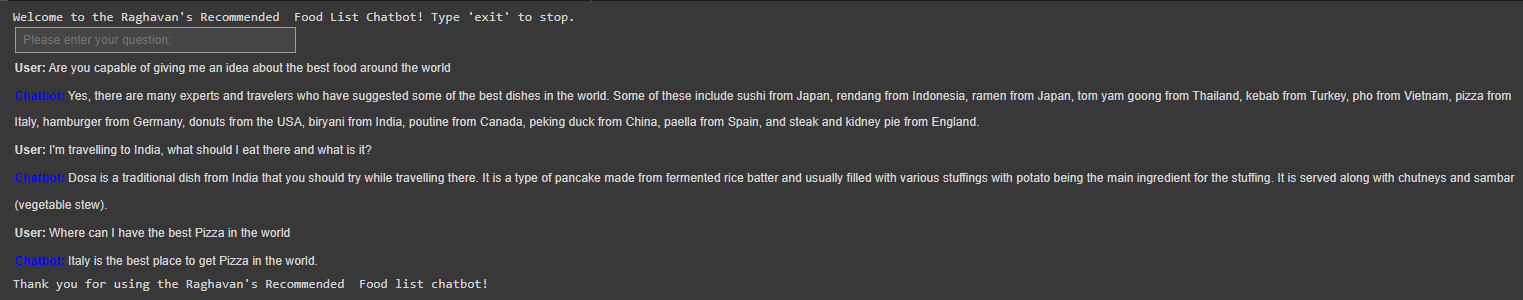 Welcome to the Raghavan's Recommended  Food List Chatbot! Type 'exit' to stop.
Please enter your question:
User: Are you capable of giving me an idea about the best food around the world
Chatbot: Yes, there are many experts and travelers who have suggested some of the best dishes in the world. Some of these include sushi from Japan, rendang from Indonesia, ramen from Japan, tom yam goong from Thailand, kebab from Turkey, pho from Vietnam, pizza from
Italy, hamburger from Germany, donuts from the USA, biryani from India, poutine from Canada, peking duck from China, paella from Spain, and steak and kidney pie from England.
User: I'm travelling to India, what should I eat there and what is it?
Chatbot: Dosa is a traditional dish from India that you should try while travelling there. It is a type of pancake made from fermented rice batter and usually filled with various stuffings with potato being the main ingredient for the stuffing. It is served along with chutneys and sambar
(vegetable stew).
User: Where can I have the best Pizza in the world
Chatbot: Italy is the best place to get Pizza in the world.
Thank you for using the Raghavan's Recommended  Food list chatbot!